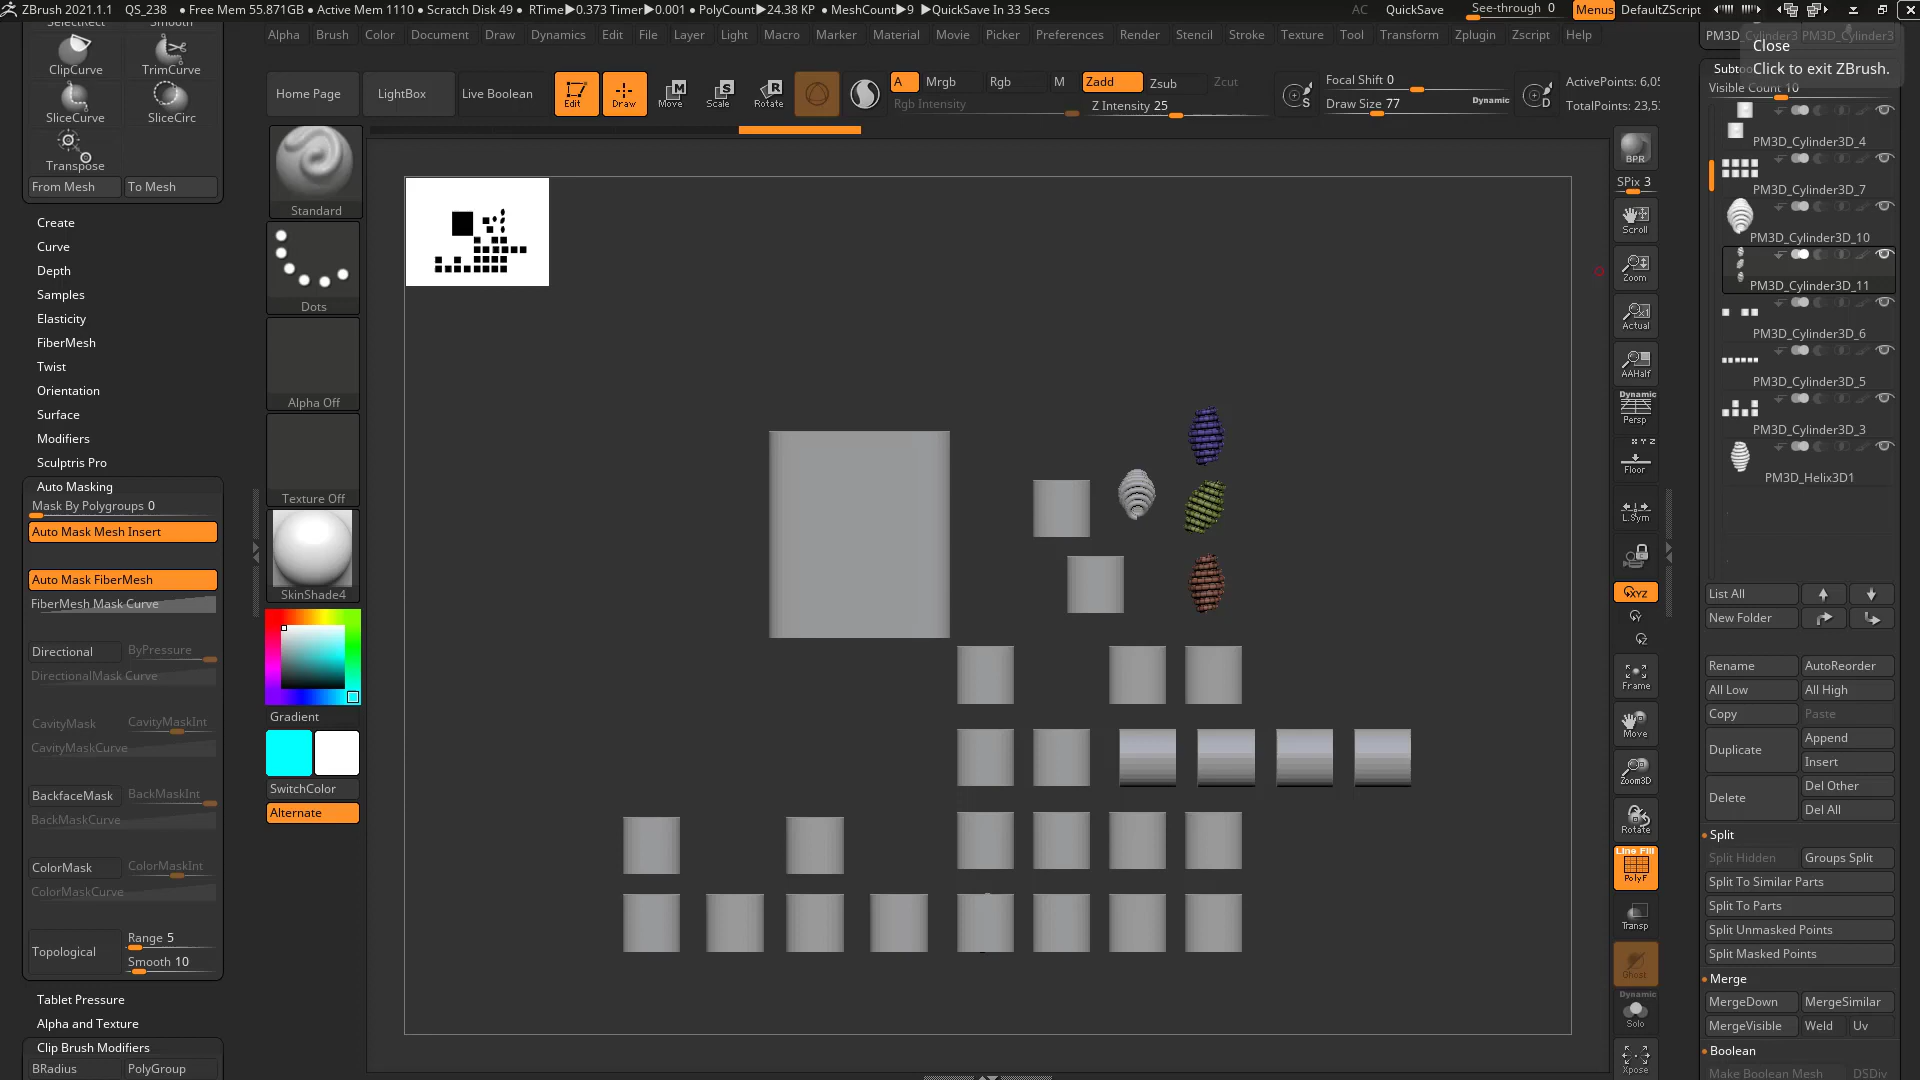 ZBrush 2021.1.1 QS_238 ● Free Mem 55.871GB ● Active Mem 1110 ● Scratch Disk 49 ● RTime▶0.373 Timer▶0.001 ● PolyCount▶24.38 KP ● MeshCount▶9 ▶QuickSave In 33 Secs AC QuickSave See-through 0 Menus DefaultZScript
Alpha Brush Color Document Draw Dynamics Edit File Layer Light Macro Marker Material Movie Picker Preferences Render Stencil Stroke Texture Tool Transform Zplugin Zscript Help
PM3D_Cylinder3 PM3D_Cylinder3
Close
Click to exit ZBrush.
ClipCurve TrimCurve
SliceCurve SliceCirc
Transpose
From Mesh To Mesh
Create
Curve
Depth
Samples
Elasticity
FiberMesh
Twist
Orientation
Surface
Modifiers
Sculptris Pro
Auto Masking
Mask By Polygroups 0
Auto Mask Mesh Insert
Auto Mask FiberMesh
FiberMesh Mask Curve
Directional ByPressure
DirectionalMask Curve
CavityMask CavityMaskInt
CavityMaskCurve
BackfaceMask BackMaskInt
BackMaskCurve
ColorMask ColorMaskInt
ColorMaskCurve
Topological Range 5
Smooth 10
Tablet Pressure
Alpha and Texture
Clip Brush Modifiers
BRadius PolyGroup
Home Page LightBox Live Boolean
Edit Draw Move Scale Rotate
A Mrgb Rgb M Zadd Zsub Zcut
Rgb Intensity Z Intensity 25
Focal Shift 0
Draw Size 77 Dynamic
ActivePoints: 6,05
TotalPoints: 23,5
Standard
Dots
Alpha Off
Texture Off
SkinShade4
Gradient
SwitchColor
Alternate
BPR
SPix 3
Scroll
Zoom
Actual
AAHalf
Dynamic
Persp
X Y Z
Floor
L.Sym
XYZ
Y
Z
Frame
Move
Zoom3D
Rotate
Line Fill
PolyF
Transp
Ghost
Dynamic
Solo
Xpose
Subtoo
Visible Count 10
PM3D_Cylinder3D_4
PM3D_Cylinder3D_7
PM3D_Cylinder3D_10
PM3D_Cylinder3D_11
PM3D_Cylinder3D_6
PM3D_Cylinder3D_5
PM3D_Cylinder3D_3
PM3D_Helix3D1
List All
New Folder
Rename AutoReorder
All Low All High
Copy Paste
Duplicate Append
Insert
Delete Del Other
Del All
Split
Split Hidden Groups Split
Split To Similar Parts
Split To Parts
Split Unmasked Points
Split Masked Points
Merge
MergeDown MergeSimilar
MergeVisible Weld Uv
Boolean
Make Boolean Mesh DSDiv